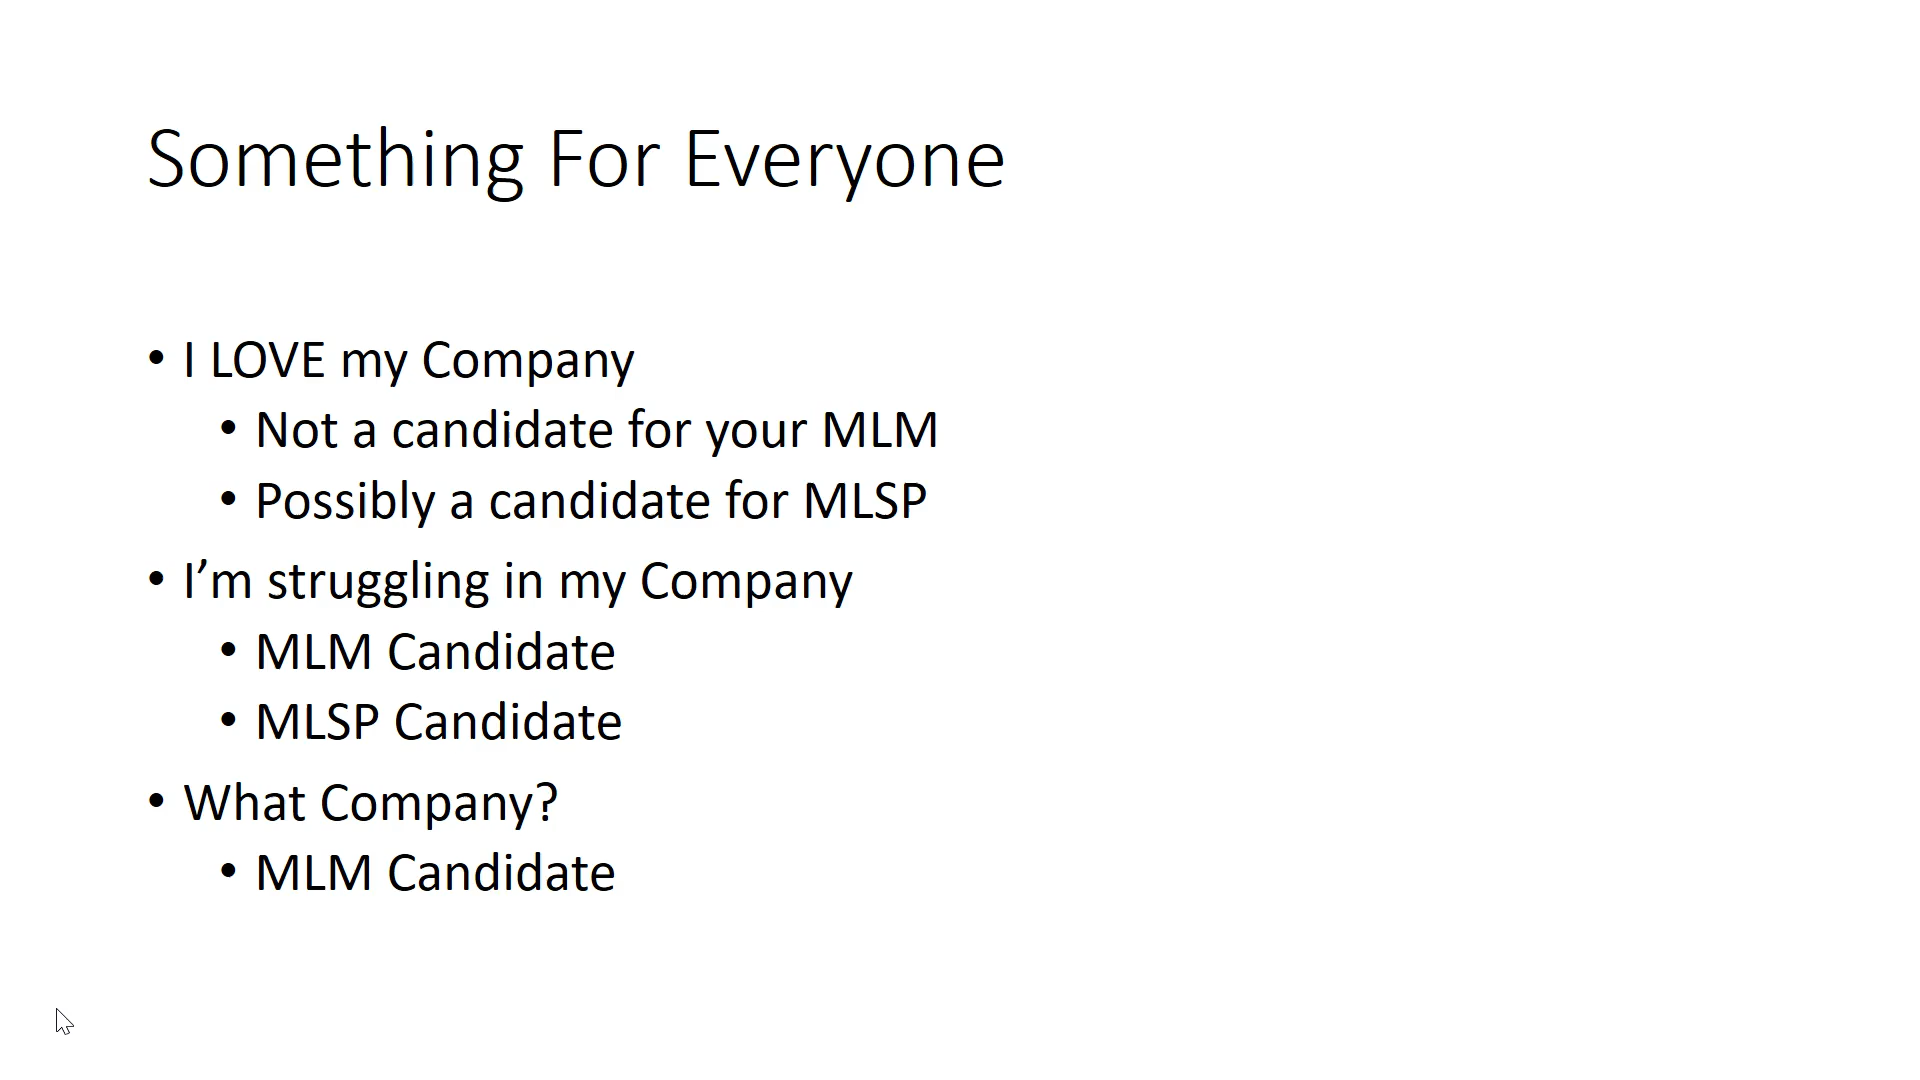 Something For Everyone
• I LOVE my Company
• Not a candidate for your MLM
• Possibly a candidate for MLSP
• I’m struggling in my Company
• MLM Candidate
• MLSP Candidate
• What Company?
• MLM Candidate